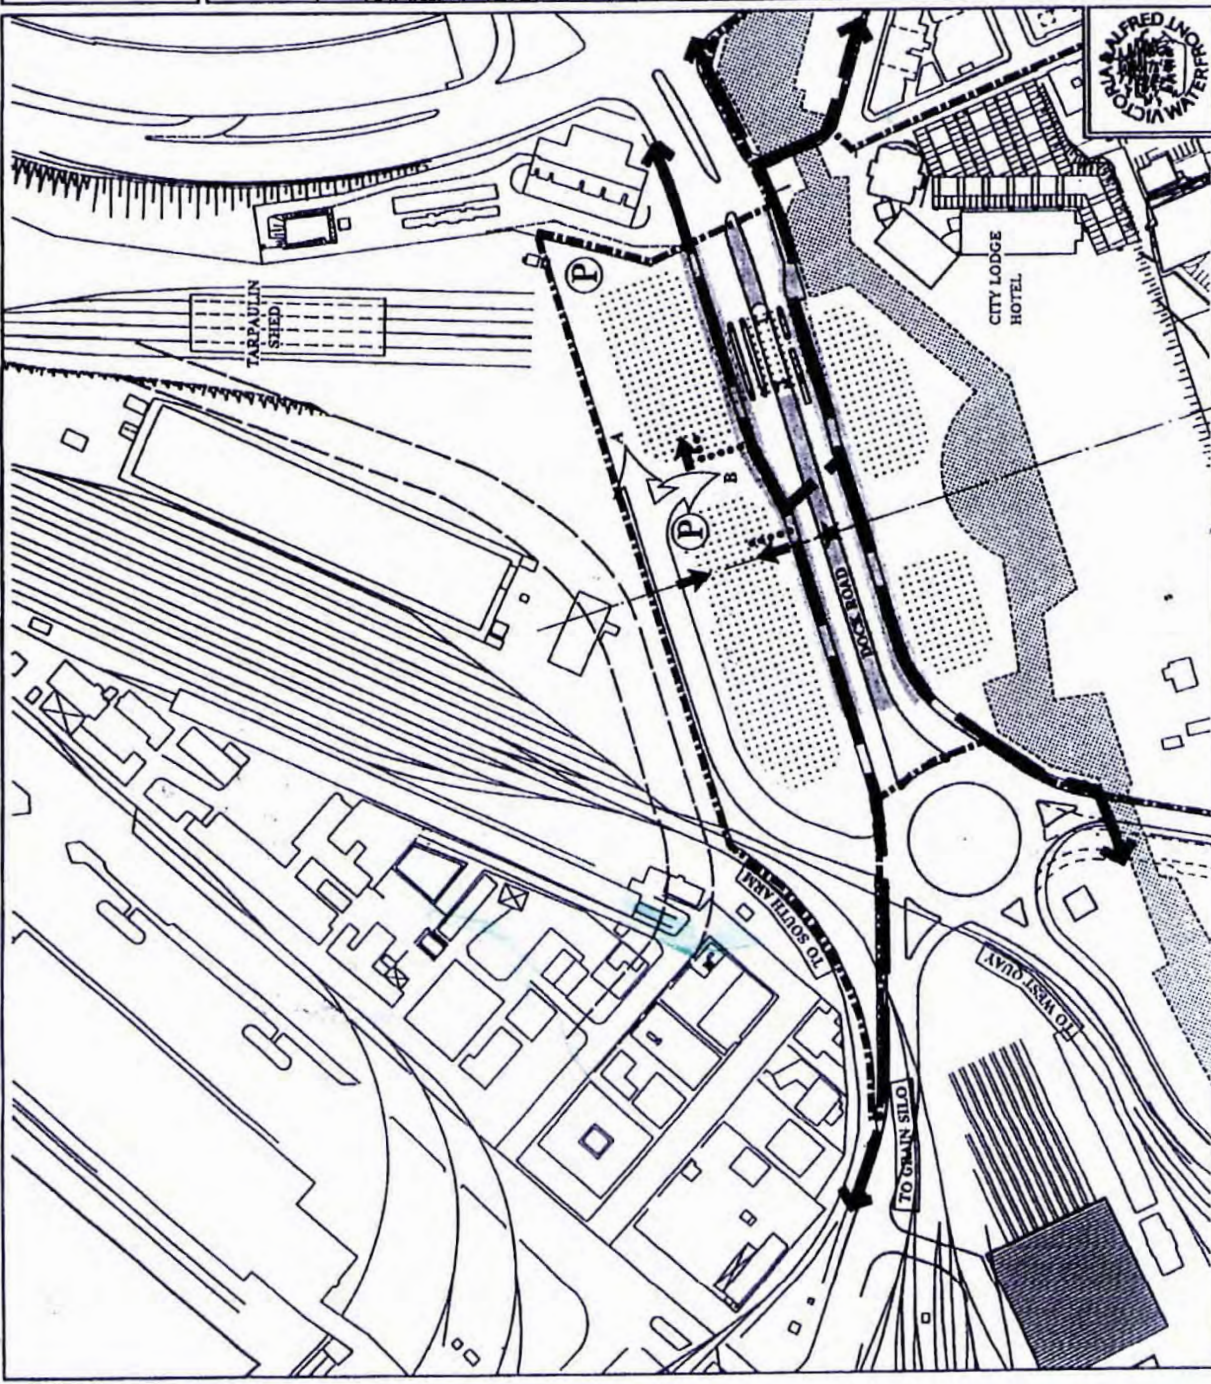 VICTORIA & ALFRED
WATERFRONT
CITY LODGE
HOTEL
TARPAULIN
SHED
P
A
B
P
DOCK ROAD
TO SOUTH ARM
TO WEST QUAY
TO GRAIN SILO